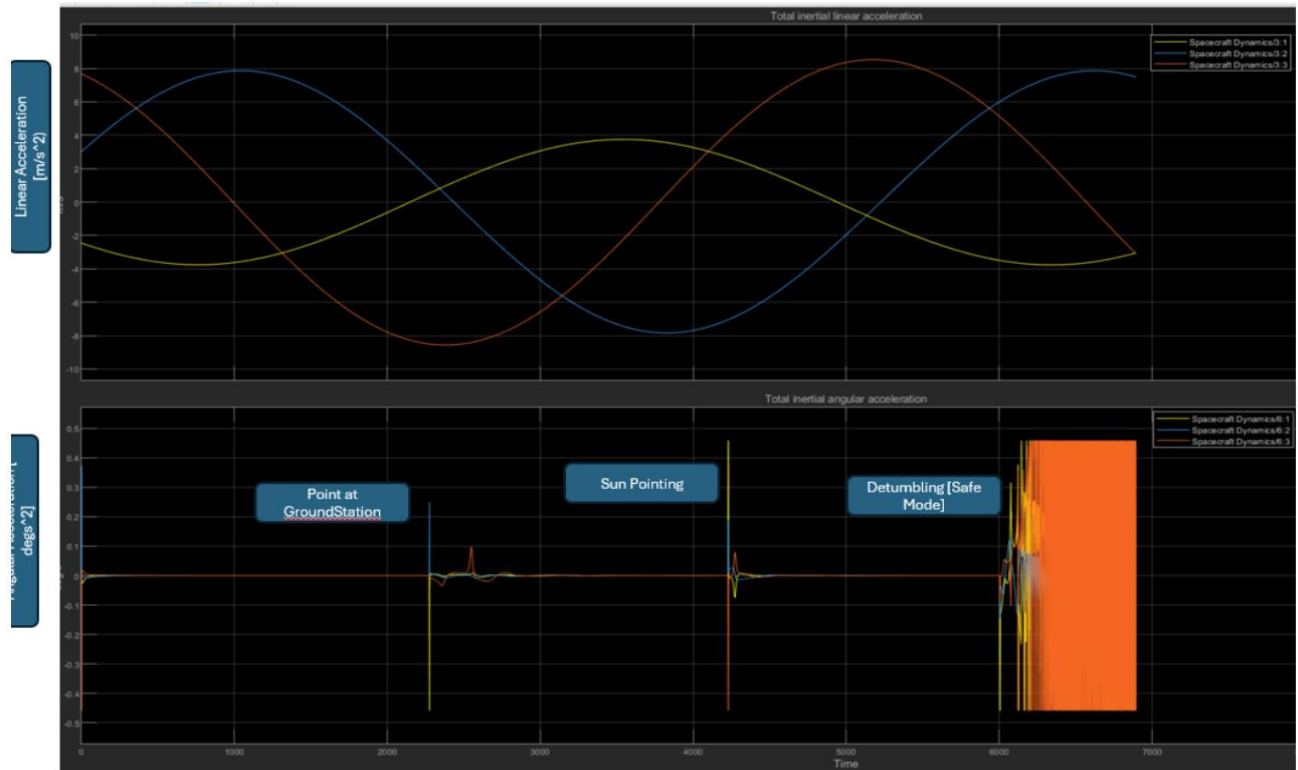 Total inertial linear acceleration
Spacecraft Dynamics/3:1
Spacecraft Dynamics/3:2
Spacecraft Dynamics/3:3
Linear Acceleration
[m/s^2)
10
8
6
4
2
0
-2
-4
-6
-8
-10
Total inertial angular acceleration
Spacecraft Dynamics/6:1
Spacecraft Dynamics/6:2
Spacecraft Dynamics/6:3
degs^2]
0.5
0.4
0.3
0.2
0.1
0
-0.1
-0.2
-0.3
-0.4
-0.5
Point at
GroundStation
Sun Pointing
Detumbling [Safe
Mode]
0 1000 2000 3000 4000 5000 6000 7000
Time